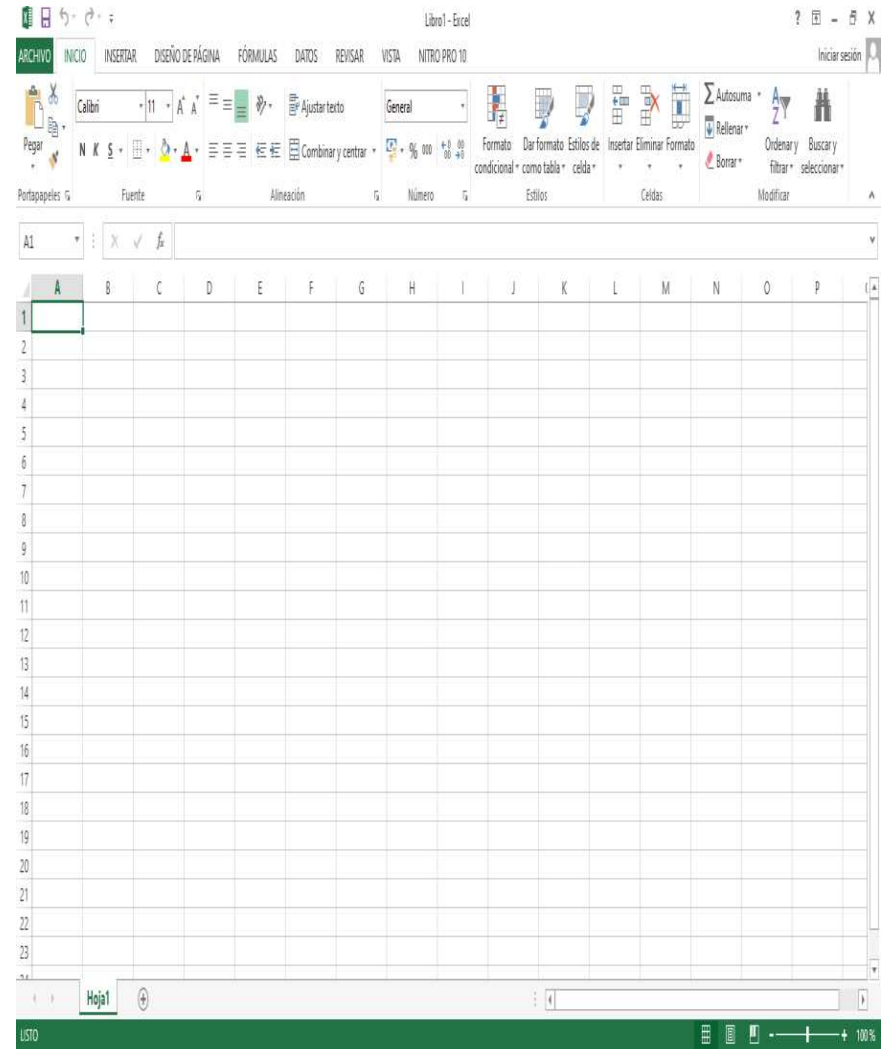 Libro1 - Excel
?
X
ARCHIVO INICIO INSERTAR DISEÑO DE PÁGINA FÓRMULAS DATOS REVISAR VISTA NITRO PRO 10 Iniciar sesión
Calibri 11 A A Ajustar texto General Autosuma
Rellenar
Pegar N K S A Combinar y centrar % 000 Formato condicional Dar formato como tabla Estilos de celda Insertar Eliminar Formato Borrar Ordenar y filtrar Buscar y seleccionar
Portapapeles Fuente Alineación Número Estilos Celdas Modificar
A1 fx
A B C D E F G H I J K L M N O P
1
2
3
4
5
6
7
8
9
10
11
12
13
14
15
16
17
18
19
20
21
22
23
Hoja1
LISTO 100 %